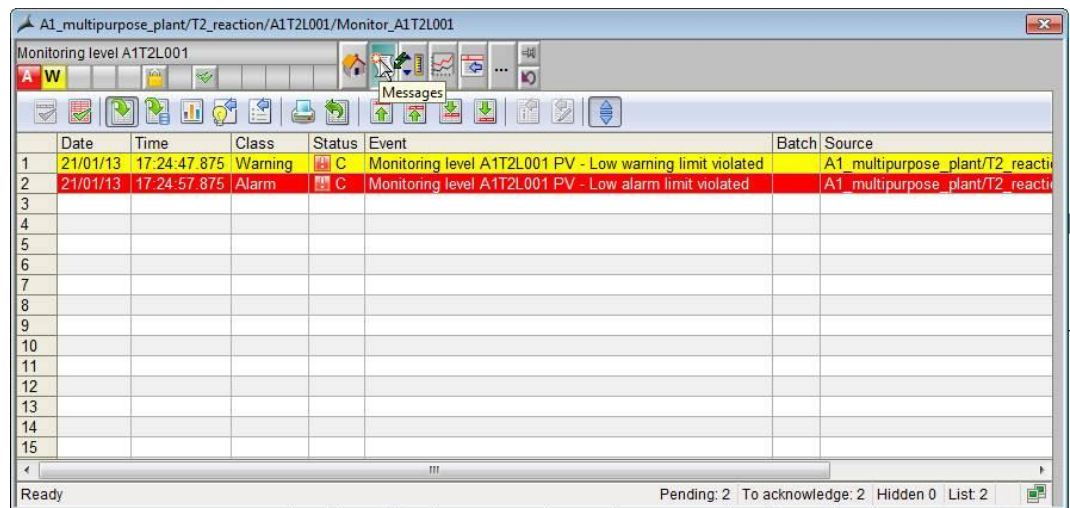 A1_multipurpose_plant/T2_reaction/A1T2L001/Monitor_A1T2L001
Monitoring level A1T2L001
A W
...
Messages
Date Time Class Status Event Batch Source
1 21/01/13 17:24:47.875 Warning C Monitoring level A1T2L001 PV - Low warning limit violated A1_multipurpose_plant/T2_reacti
2 21/01/13 17:24:57.875 Alarm C Monitoring level A1T2L001 PV - Low alarm limit violated A1_multipurpose_plant/T2_reacti
3
4
5
6
7
8
9
10
11
12
13
14
15
Ready Pending: 2 To acknowledge: 2 Hidden 0 List: 2